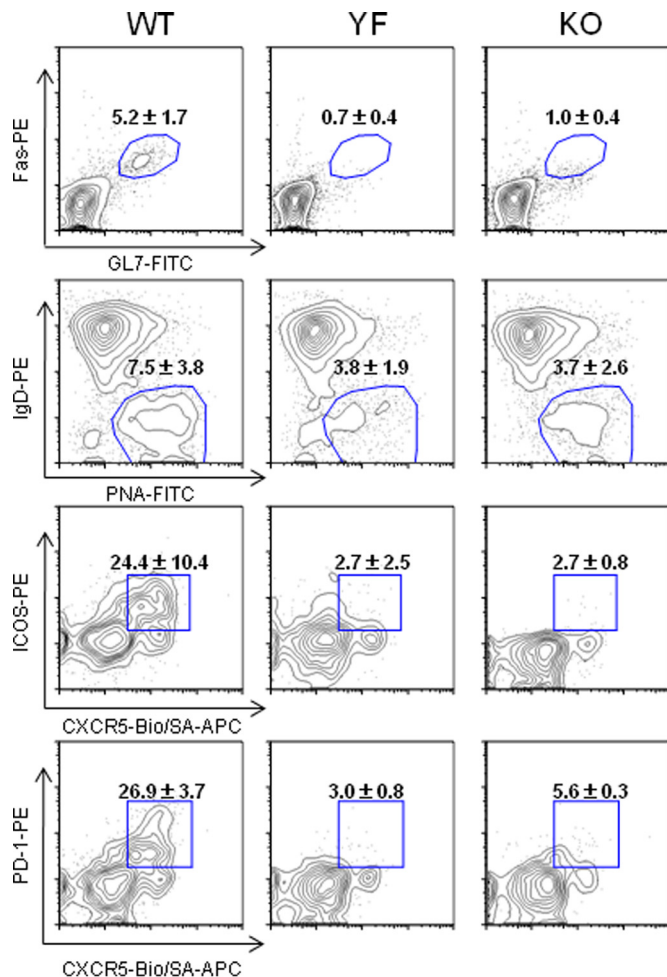 WT YF KO
Fas-PE
5.2 ± 1.7 0.7 ± 0.4 1.0 ± 0.4
GL7-FITC
IgD-PE
7.5 ± 3.8 3.8 ± 1.9 3.7 ± 2.6
PNA-FITC
ICOS-PE
24.4 ± 10.4 2.7 ± 2.5 2.7 ± 0.8
CXCR5-Bio/SA-APC
PD-1-PE
26.9 ± 3.7 3.0 ± 0.8 5.6 ± 0.3
CXCR5-Bio/SA-APC